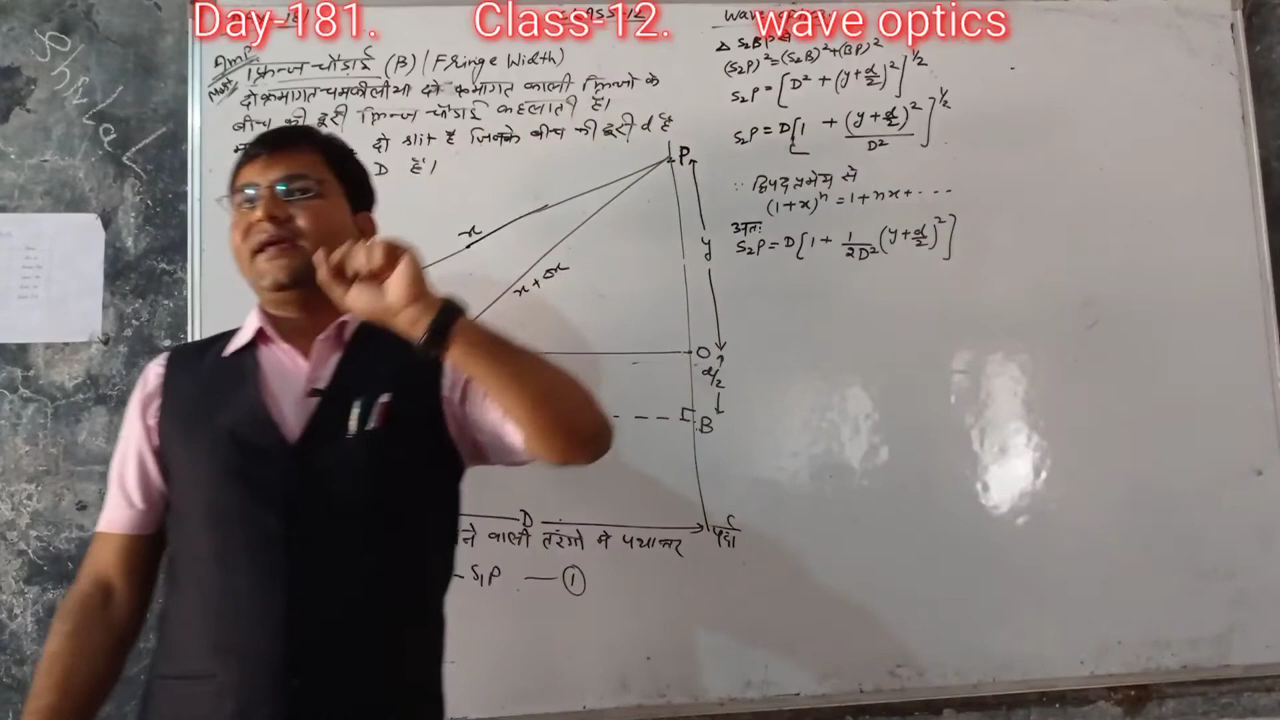 Day-181. Class-12. wave optics
Imp.
Most
फ्रिन्ज चौड़ाई (β) | Fringe Width)
दो क्रमागत चमकीली या दो क्रमागत काली फ्रिन्जो के
बीच की दूरी फ्रिन्ज चौड़ाई कहलाती है।
दो slit है जिनके बीच की दूरी d है
D है।
P
x
x + Δx
y
O
d/2
B
D
पर्दा
ने वाली तरंगो में पथान्तर
- S₁P — ①
Δ S₂BP से
(S₂P)² = (S₂B)² + (BP)²
S₂P = [D² + (y + d/2)²]^1/2
S₂P = D[1 + (y + d/2)²/D²]^1/2
∵ द्विपद प्रमेय से
(1+x)ⁿ = 1 + nx + ----
अतः
S₂P = D[1 + 1/2D² (y + d/2)²]